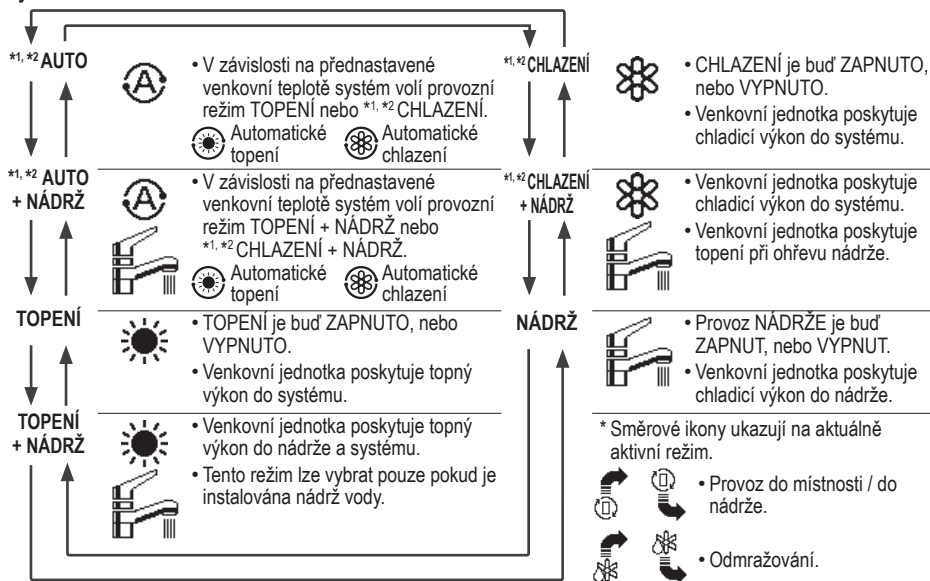 *1, *2 AUTO
• V závislosti na přednastavené
venkovní teplotě systém volí provozní
režim TOPENÍ nebo *1, *2 CHLAZENÍ.
Automatické
topení
Automatické
chlazení
*1, *2 AUTO
+ NÁDRŽ
• V závislosti na přednastavené
venkovní teplotě systém volí provozní
režim TOPENÍ + NÁDRŽ nebo
*1, *2 CHLAZENÍ + NÁDRŽ.
Automatické
topení
Automatické
chlazení
TOPENÍ
• TOPENÍ je buď ZAPNUTO, nebo
VYPNUTO.
• Venkovní jednotka poskytuje topný
výkon do systému.
TOPENÍ
+ NÁDRŽ
• Venkovní jednotka poskytuje topný
výkon do nádrže a systému.
• Tento režim lze vybrat pouze pokud je
instalována nádrž vody.
*1, *2 CHLAZENÍ
• CHLAZENÍ je buď ZAPNUTO,
nebo VYPNUTO.
• Venkovní jednotka poskytuje
chladicí výkon do systému.
*1, *2 CHLAZENÍ
+ NÁDRŽ
• Venkovní jednotka poskytuje
chladicí výkon do systému.
• Venkovní jednotka poskytuje
topení při ohřevu nádrže.
NÁDRŽ
• Provoz NÁDRŽE je buď
ZAPNUT, nebo VYPNUT.
• Venkovní jednotka poskytuje
chladicí výkon do nádrže.
* Směrové ikony ukazují na aktuálně
aktivní režim.
• Provoz do místnosti / do
nádrže.
• Odmražování.